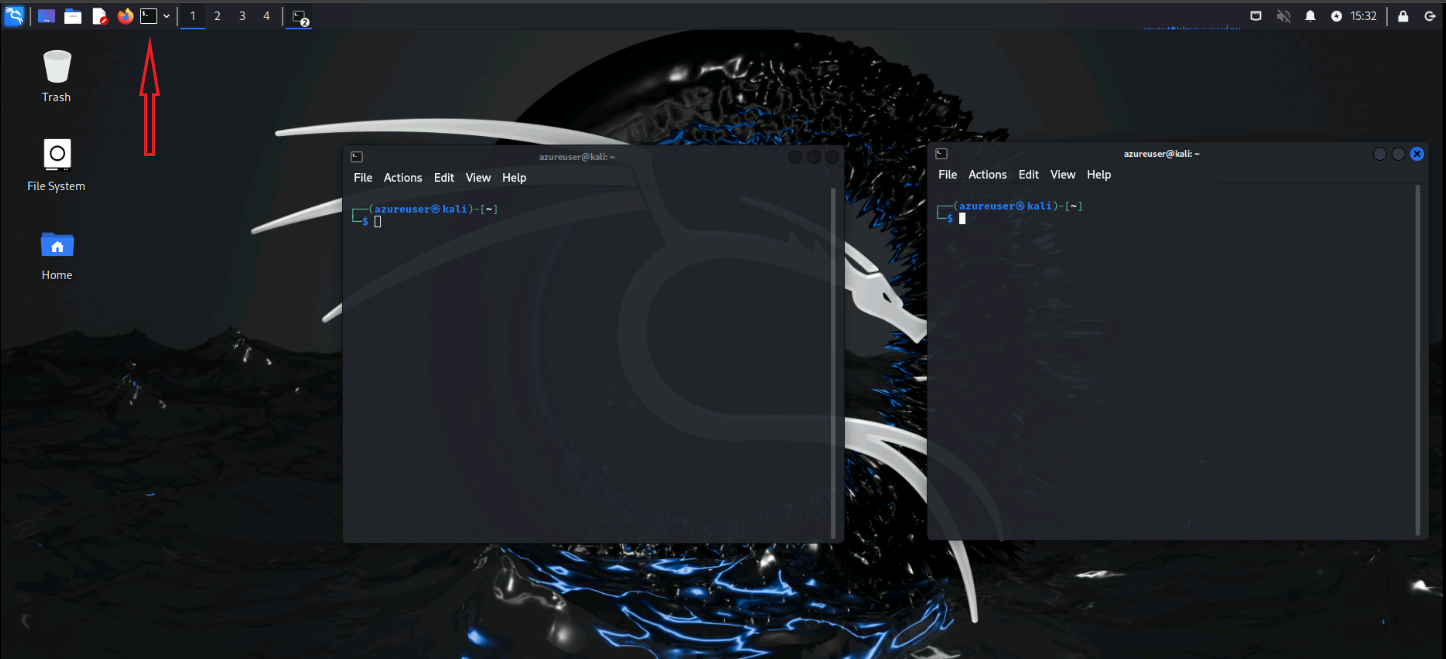 1 2 3 4 2 15:32
Trash
File System
Home
azureuser@kali: ~
File Actions Edit View Help
┌──(azureuser㉿kali)-[~]
└─$
azureuser@kali: ~
File Actions Edit View Help
┌──(azureuser㉿kali)-[~]
└─$